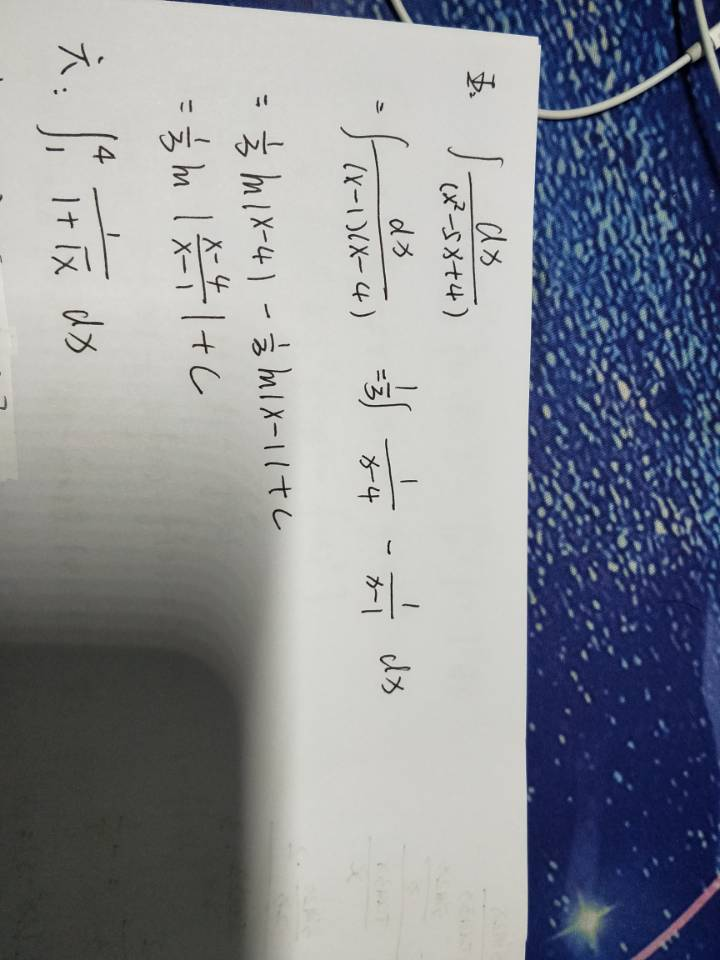 五. ∫ dx/(x²-5x+4)
= ∫ dx/(x-1)(x-4) = 1/3 ∫ 1/(x-4) - 1/(x-1) dx
= 1/3 ln|x-4| - 1/3 ln|x-1| + C
= 1/3 ln |(x-4)/(x-1)| + C
六: ∫₁⁴ 1/(1+√x) dx